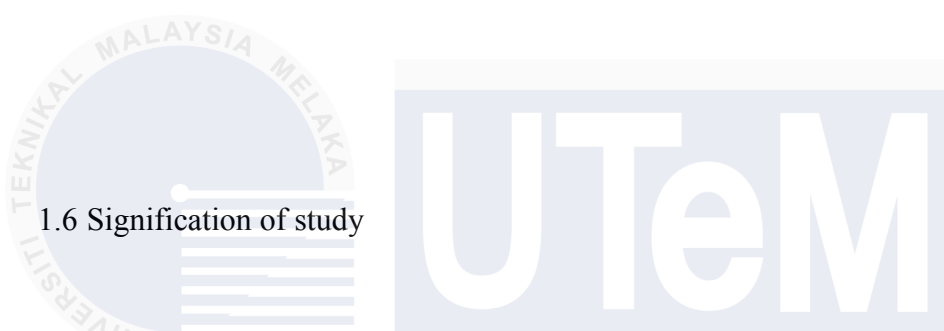 UNIVERSITI TEKNIKAL MALAYSIA MELAKA
UTeM
1.6 Signification of study